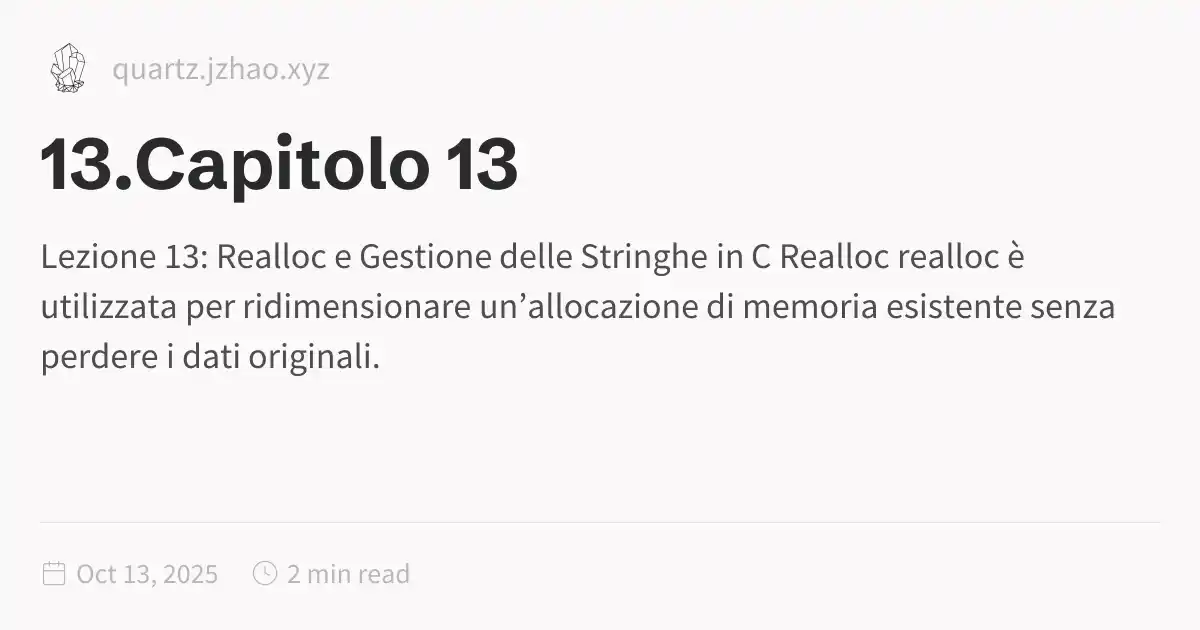 quartz.jzhao.xyz
13.Capitolo 13
Lezione 13: Realloc e Gestione delle Stringhe in C Realloc realloc è
utilizzata per ridimensionare un’allocazione di memoria esistente senza
perdere i dati originali.
Oct 13, 2025 2 min read